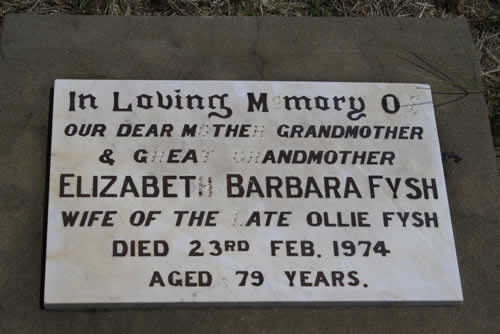 In Loving Memory Of
OUR DEAR MOTHER GRANDMOTHER
& GREAT GRANDMOTHER
ELIZABETH BARBARA FYSH
WIFE OF THE LATE OLLIE FYSH
DIED 23RD FEB. 1974
AGED 79 YEARS.